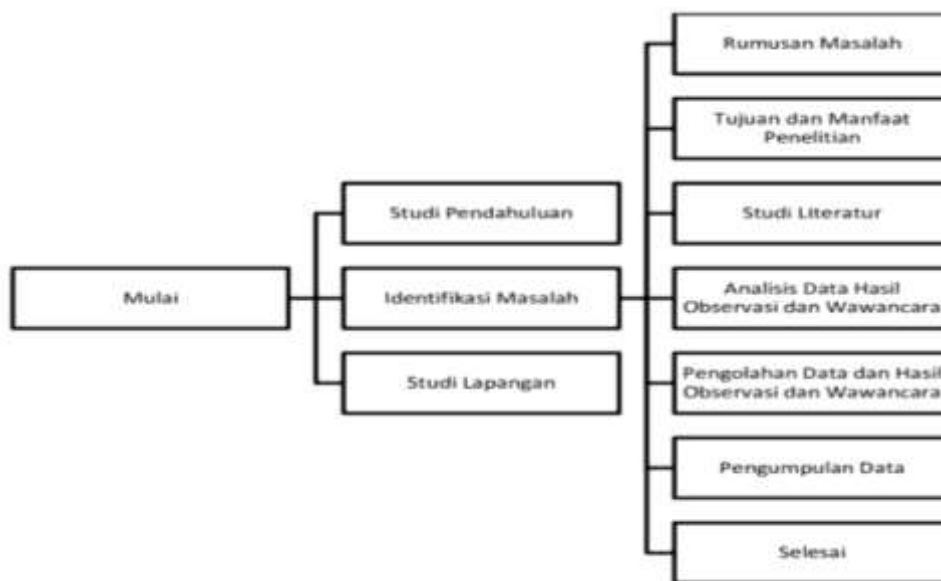 Mulai
Studi Pendahuluan
Identifikasi Masalah
Studi Lapangan
Rumusan Masalah
Tujuan dan Manfaat
Penelitian
Studi Literatur
Analisis Data Hasil
Observasi dan Wawancara
Pengolahan Data dan Hasil
Observasi dan Wawancara
Pengumpulan Data
Selesai